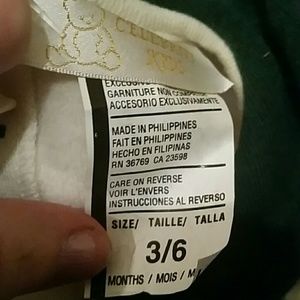 KIDS
GARNITURE NON
ACCESORIO EXCLUSIVAMENTE
MADE IN PHILIPPINES
FAIT EN PHILIPPINES
HECHO EN FILIPINAS
RN 36769 CA 23598
CARE ON REVERSE
VOIR L'ENVERS
INSTRUCCIONES AL REVERSO
SIZE/ TAILLE/ TALLA
3/6
MONTHS / MOIS /